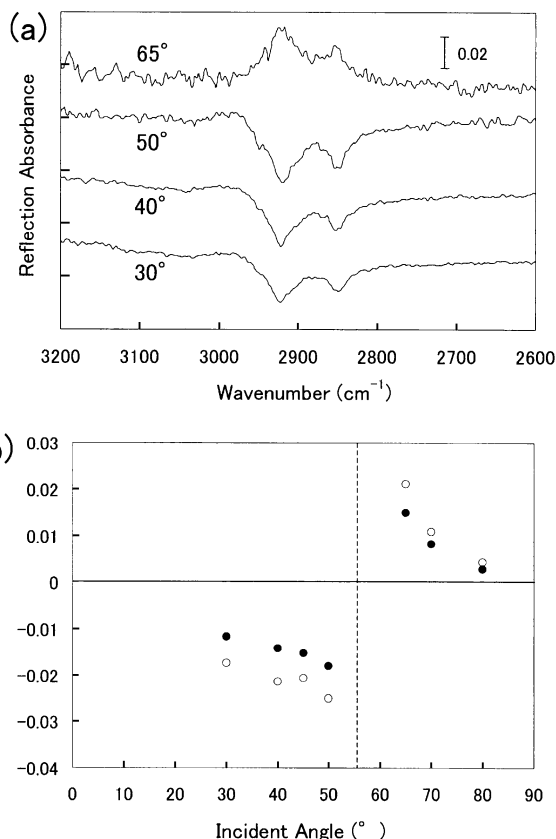 (a)
65°
0.02
50°
40°
30°
Reflection Absorbance
3200 3100 3000 2900 2800 2700 2600
Wavenumber (cm⁻¹)
)
0.03
0.02
0.01
0
-0.01
-0.02
-0.03
-0.04
0 10 20 30 40 50 60 70 80 90
Incident Angle (°)